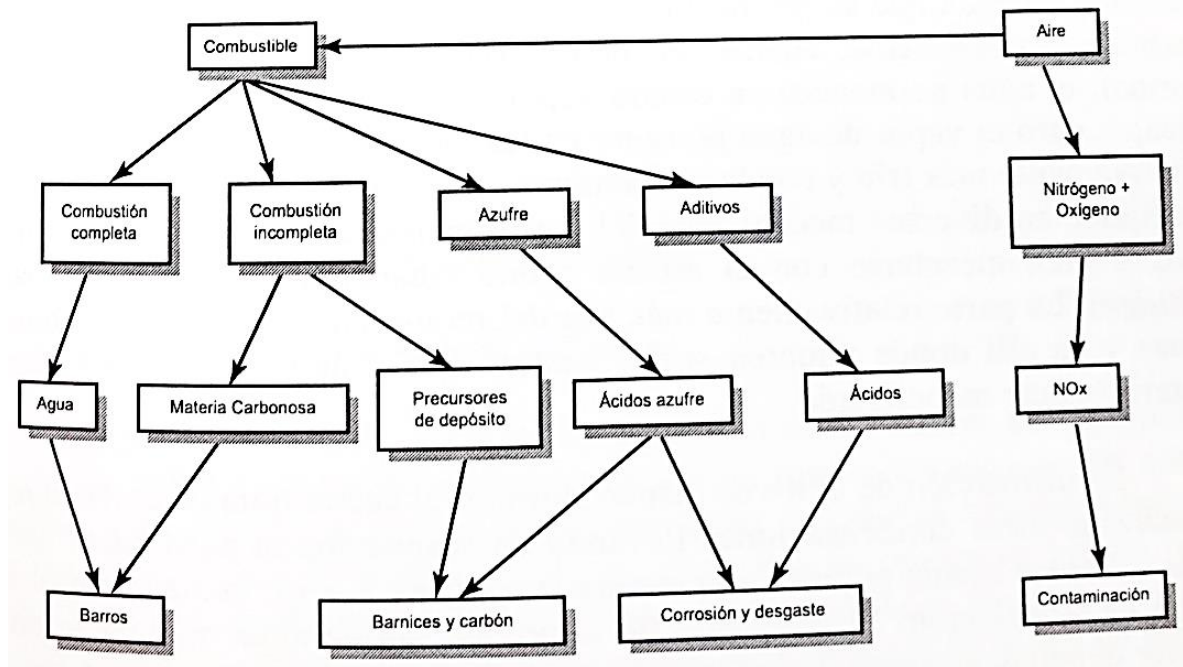 Combustible
Aire
Combustión
completa
Combustión
incompleta
Azufre
Aditivos
Nitrógeno +
Oxígeno
Agua
Materia Carbonosa
Precursores
de depósito
Ácidos azufre
Ácidos
NOx
Barros
Barnices y carbón
Corrosión y desgaste
Contaminación